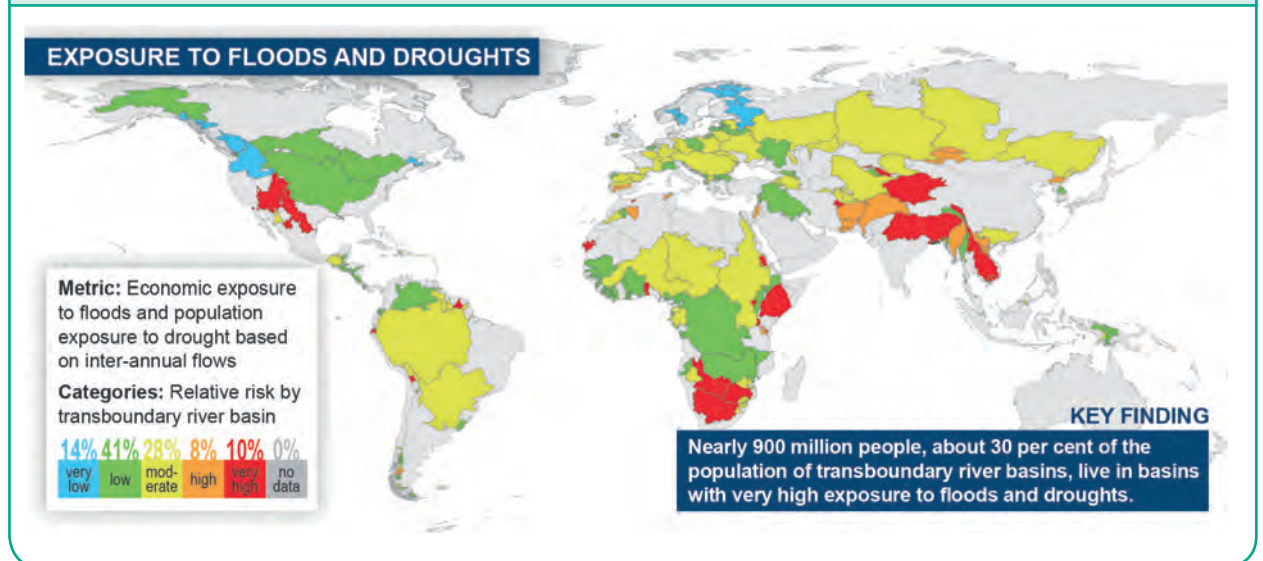 EXPOSURE TO FLOODS AND DROUGHTS
Metric: Economic exposure
to floods and population
exposure to drought based
on inter-annual flows
Categories: Relative risk by
transboundary river basin
14% 41% 28% 8% 10% 0%
very low low mod-erate high very high no data
KEY FINDING
Nearly 900 million people, about 30 per cent of the
population of transboundary river basins, live in basins
with very high exposure to floods and droughts.